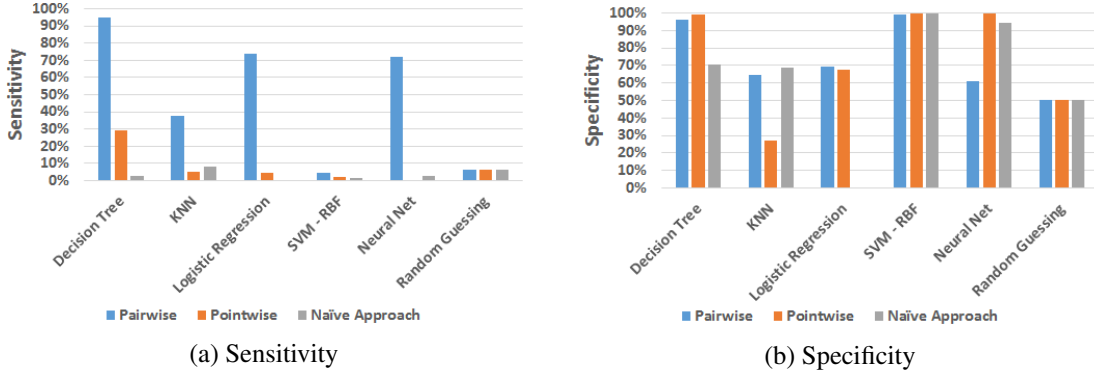 100%
90%
80%
70%
60%
50%
40%
30%
20%
10%
0%
Sensitivity
Decision Tree
KNN
Logistic Regression
SVM - RBF
Neural Net
Random Guessing
Pairwise Pointwise Naïve Approach
(a) Sensitivity
100%
90%
80%
70%
60%
50%
40%
30%
20%
10%
0%
Specificity
Decision Tree
KNN
Logistic Regression
SVM - RBF
Neural Net
Random Guessing
Pairwise Pointwise Naïve Approach
(b) Specificity